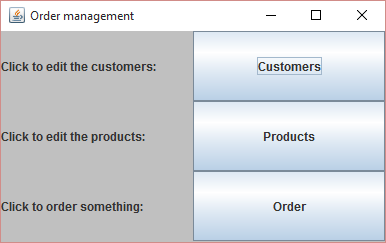 Order management
Click to edit the customers: Customers
Click to edit the products: Products
Click to order something: Order